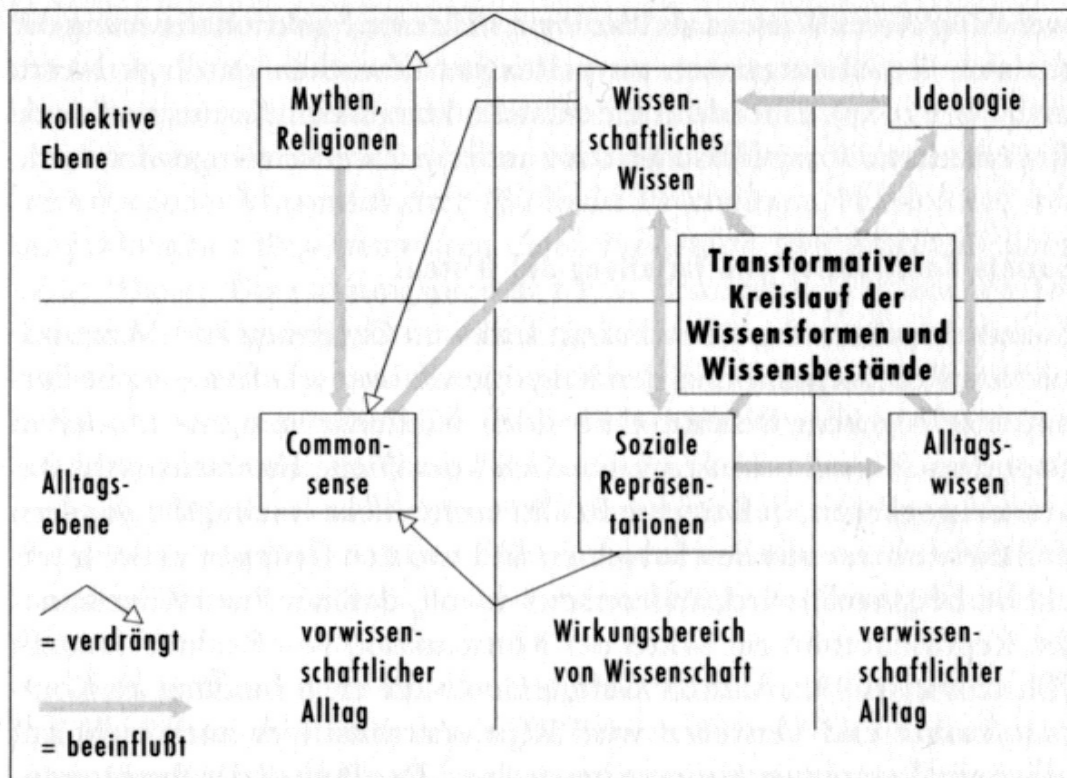 kollektive
Ebene
Mythen,
Religionen
Wissen-
schaftliches
Wissen
Ideologie
Transformativer
Kreislauf der
Wissensformen und
Wissensbestände
Alltags-
ebene
Common-
sense
Soziale
Repräsen-
tationen
Alltags-
wissen
= verdrängt
= beeinflußt
vorwissen-
schaftlicher
Alltag
Wirkungsbereich
von Wissenschaft
verwissen-
schaftlichter
Alltag